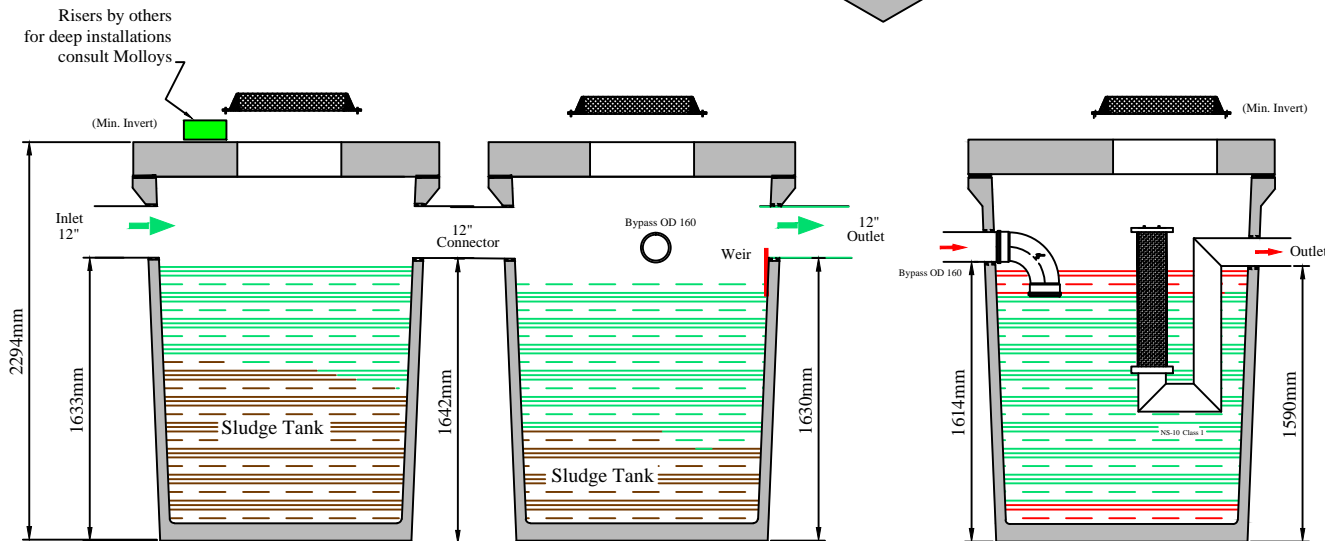 Risers by others
for deep installations
consult Molloys
(Min. Invert)
(Min. Invert)
Inlet
12"
12"
Connector
Bypass OD 160
Weir
12"
Outlet
Bypass OD 160
Outlet
2294mm
1633mm
Sludge Tank
1642mm
Sludge Tank
1630mm
1614mm
NS-10 Class 1
1590mm